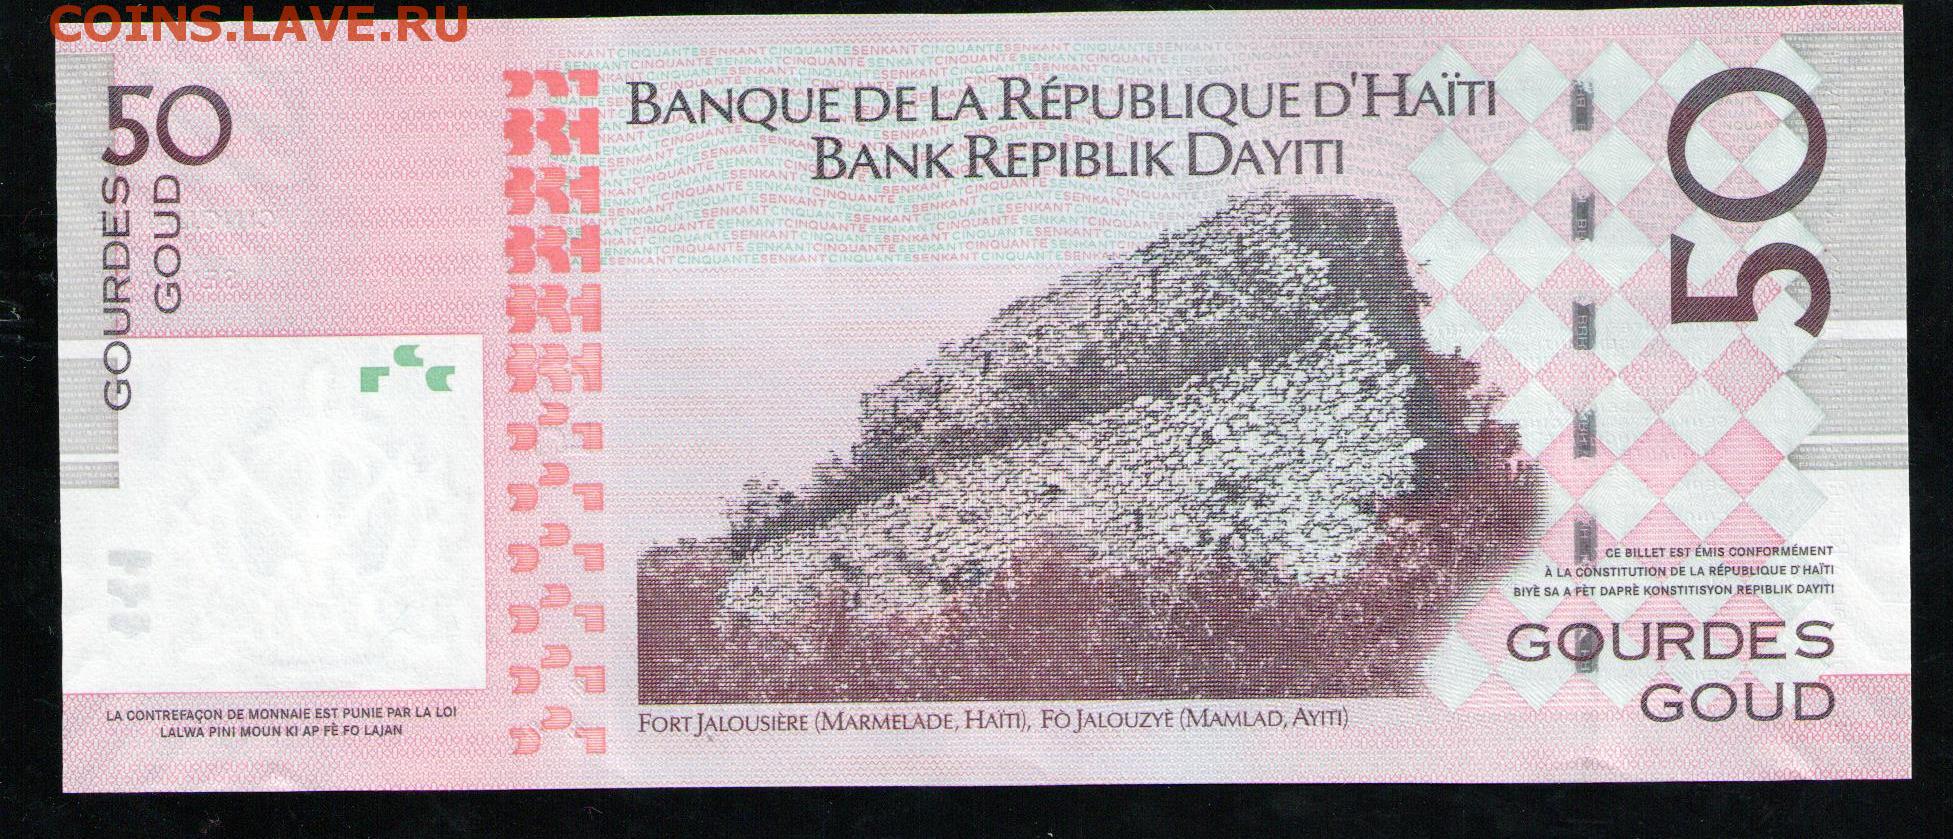 COINS.LAVE.RU
50
GOURDES
GOUD
BANQUE DE LA RÉPUBLIQUE D'HAÏTI
BANK REPIBLIK DAYITI
50
CE BILLET EST ÉMIS CONFORMÉMENT
À LA CONSTITUTION DE LA RÉPUBLIQUE D'HAÏTI
BIYÈ SA A FÈT DAPRÈ KONSTITISYON REPIBLIK DAYITI
GOURDES
GOUD
LA CONTREFAÇON DE MONNAIE EST PUNIE PAR LA LOI
LALWA PINI MOUN KI AP FÈ FO LAJAN
FORT JALOUSIÈRE (MARMELADE, HAÏTI), FÒ JALOUZYÈ (MAMLAD, AYITI)